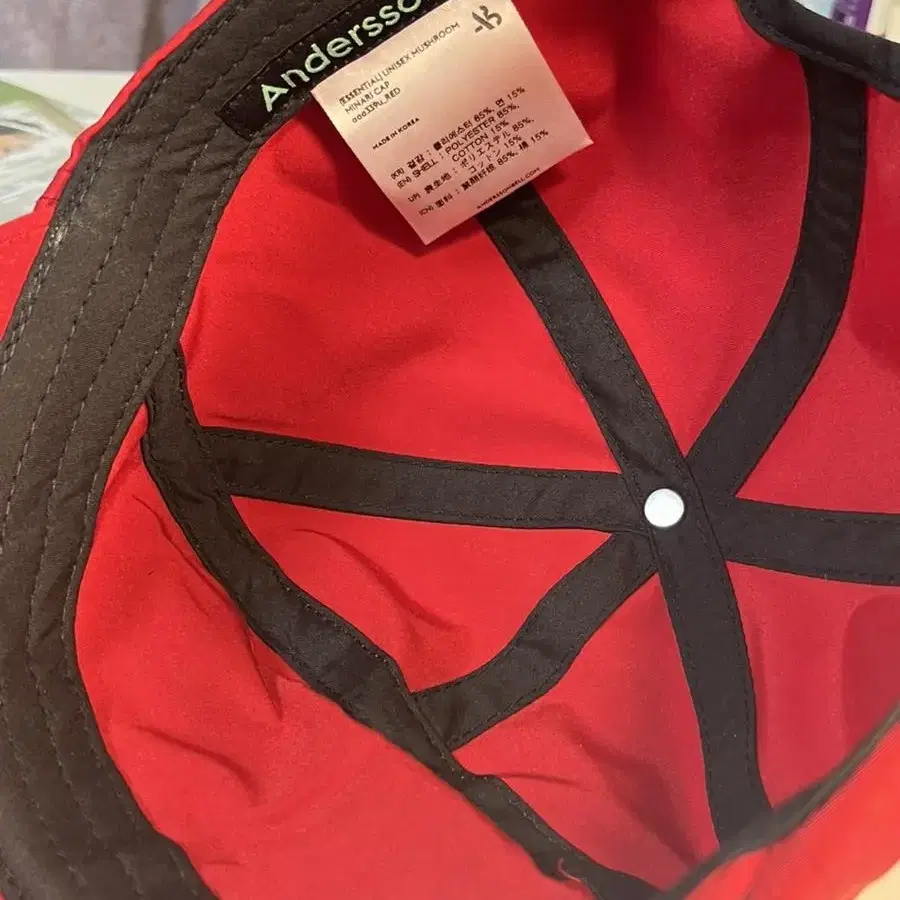 Andersso
[ESSENTIAL] UNISEX MUSHROOM
MINARI CAP
aaa339u_RED
MADE IN KOREA
(KR) 겉감 : 폴리에스터 85%, 면 15%
(EN) SHELL : POLYESTER 85%,
COTTON 15%
(JP) 表生地 : ポリエステル 85%,
コットン 15%
(CN) 面料 : 聚酯纤维 85%, 棉 15%
ANDERSSONBELL.COM